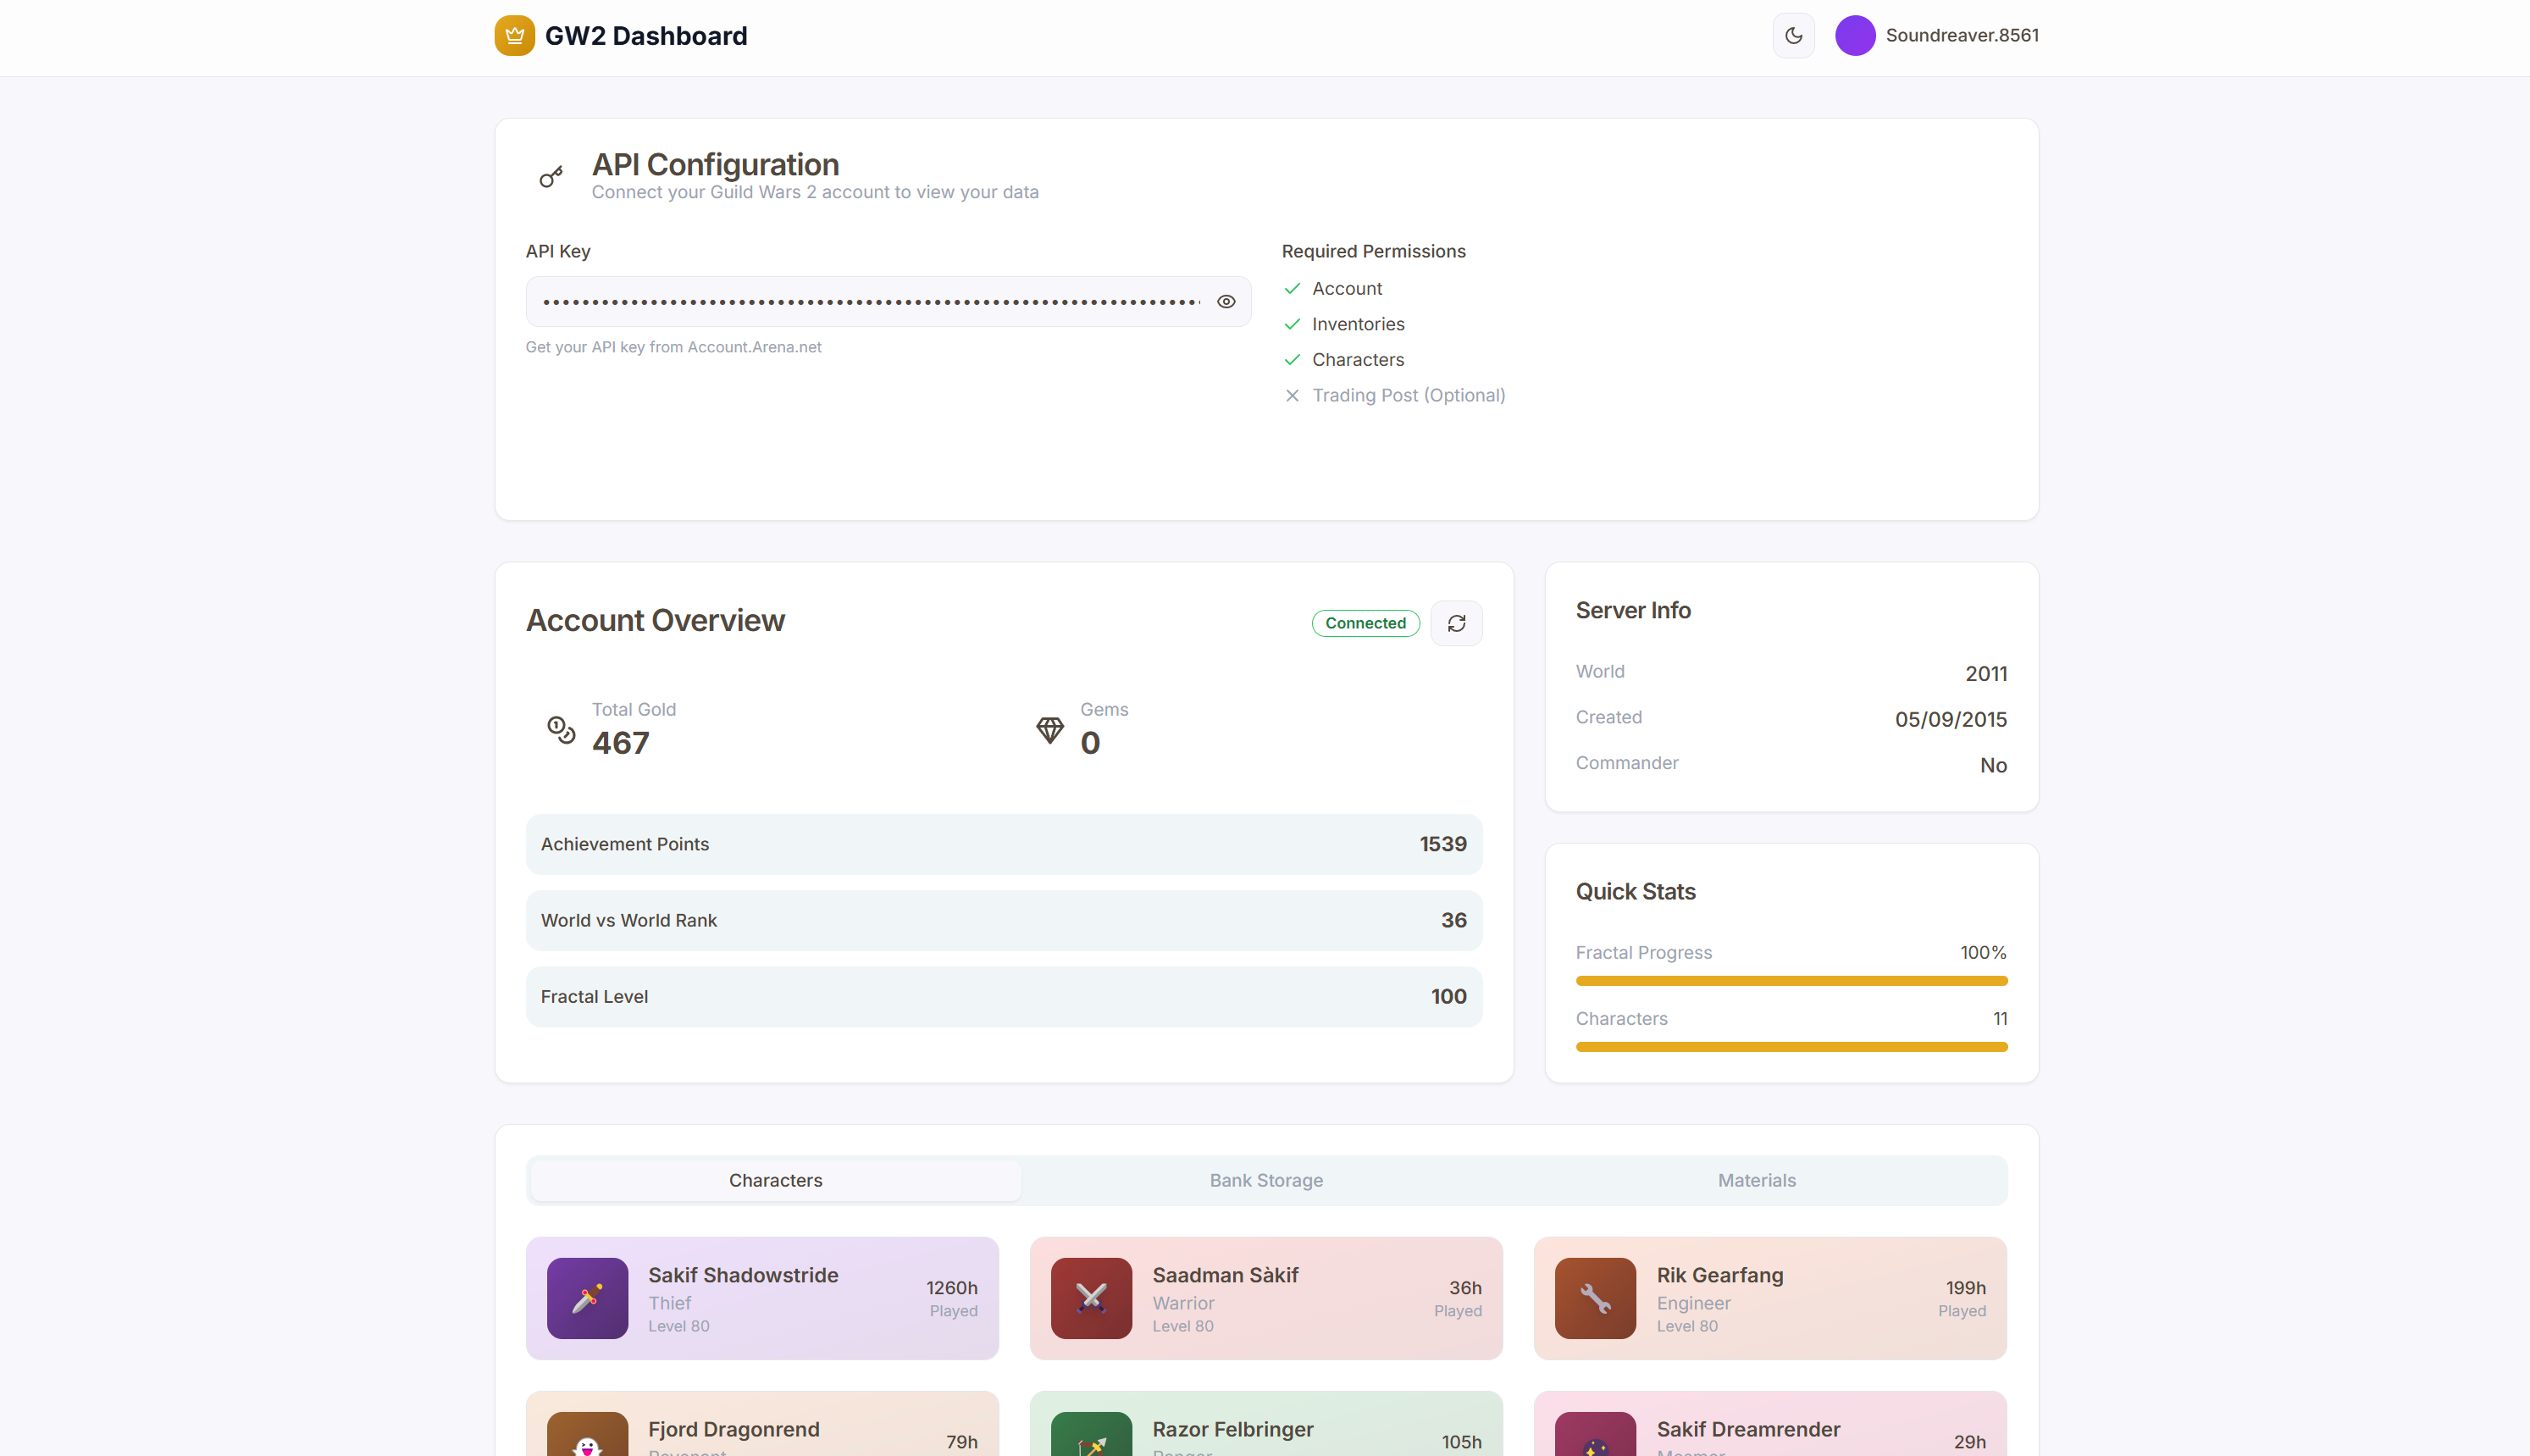 GW2 Dashboard
Soundreaver.8561
API Configuration
Connect your Guild Wars 2 account to view your data
API Key
Get your API key from Account.Arena.net
Required Permissions
Account
Inventories
Characters
Trading Post (Optional)
Account Overview
Connected
Total Gold
467
Gems
0
Achievement Points 1539
World vs World Rank 36
Fractal Level 100
Server Info
World 2011
Created 05/09/2015
Commander No
Quick Stats
Fractal Progress 100%
Characters 11
Characters Bank Storage Materials
Sakif Shadowstride
Thief
Level 80
1260h
Played
Saadman Sàkif
Warrior
Level 80
36h
Played
Rik Gearfang
Engineer
Level 80
199h
Played
Fjord Dragonrend
79h
Razor Felbringer
105h
Sakif Dreamrender
29h